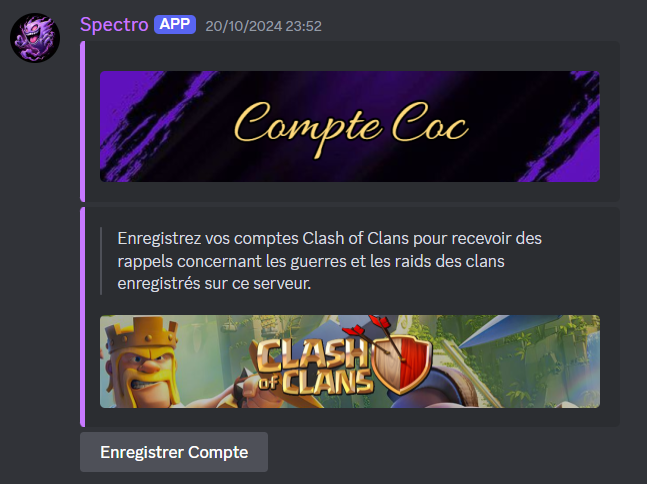 Spectro APP 20/10/2024 23:52
Compte Coc
Enregistrez vos comptes Clash of Clans pour recevoir des
rappels concernant les guerres et les raids des clans
enregistrés sur ce serveur.
CLASH
OF CLANS
Enregistrer Compte